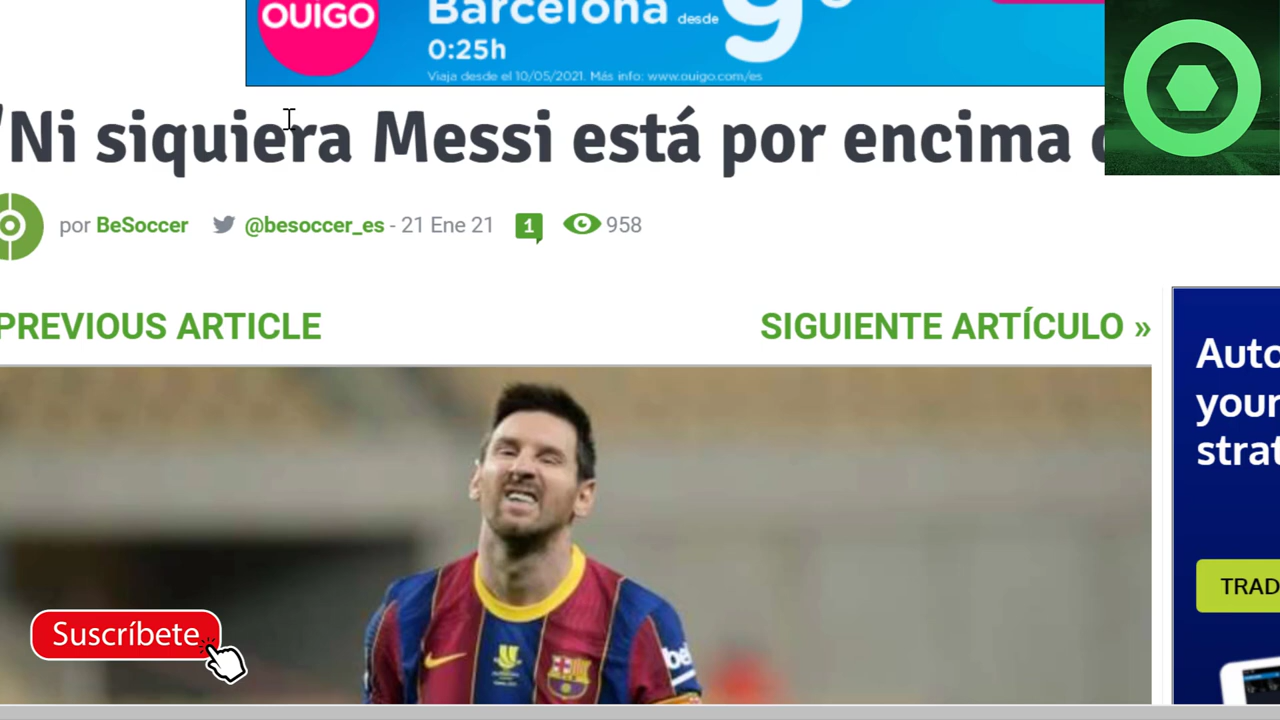 OUIGO
Barcelona desde 9
0:25h
Viaja desde el 10/05/2021. Más info: www.ouigo.com/es
"Ni siquiera Messi está por encima
por BeSoccer @besoccer_es - 21 Ene 21 1 958
PREVIOUS ARTICLE
SIGUIENTE ARTÍCULO »
Auto
your
strat
TRAD
Suscríbete